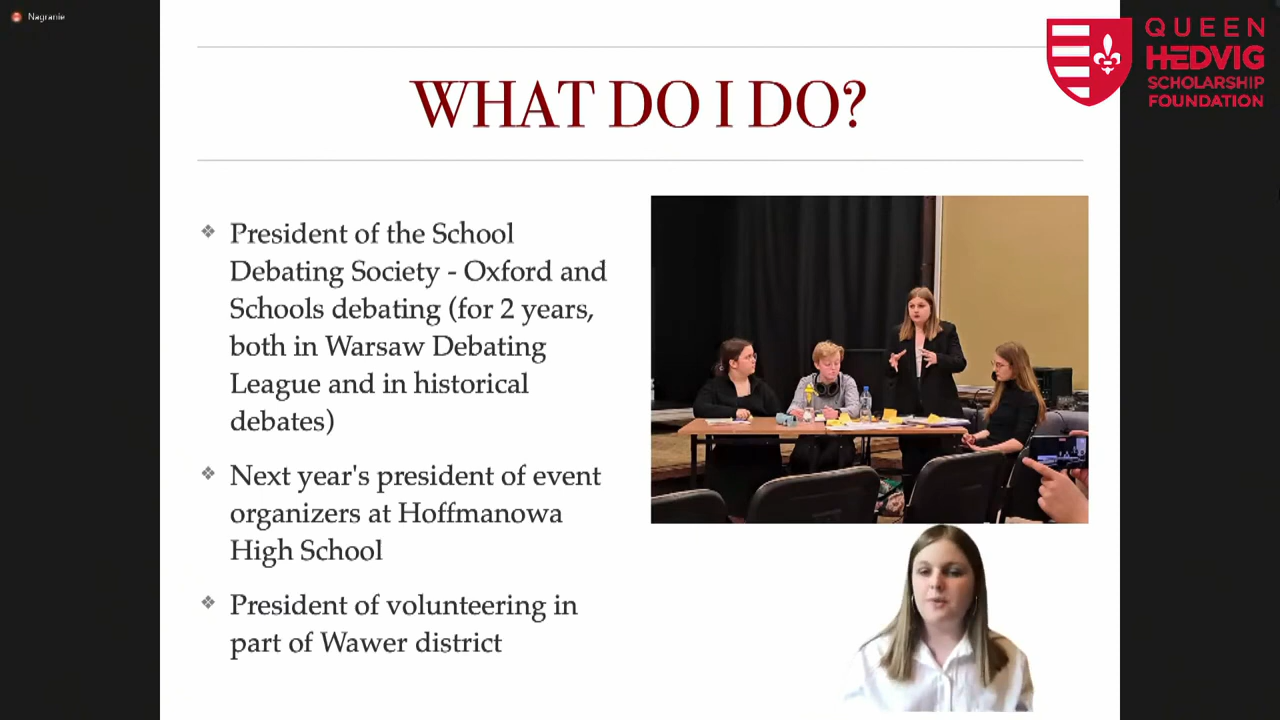 Nagranie
QUEEN
HEDVIG
SCHOLARSHIP
FOUNDATION
WHAT DO I DO?
❖ President of the School
Debating Society - Oxford and
Schools debating (for 2 years,
both in Warsaw Debating
League and in historical
debates)
❖ Next year's president of event
organizers at Hoffmanowa
High School
❖ President of volunteering in
part of Wawer district